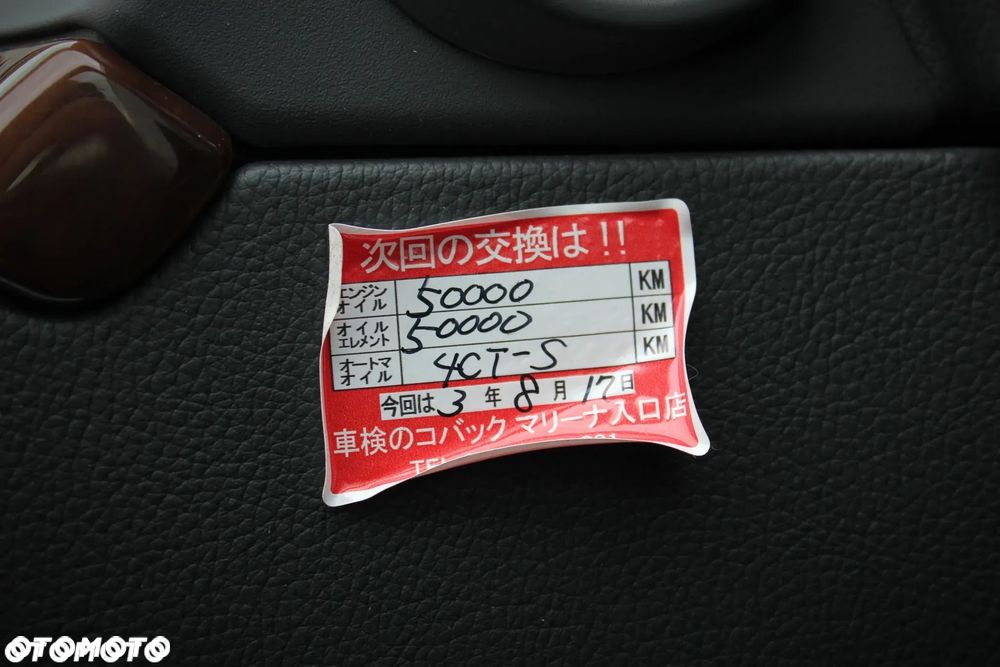 次回の交換は!!
エンジンオイル 50000 KM
オイルエレメント 50000 KM
オートマオイル 4CT-S KM
今回は 3 年 8 月 17 日
車検のコバック マリーナ入口店
OTOMOTO